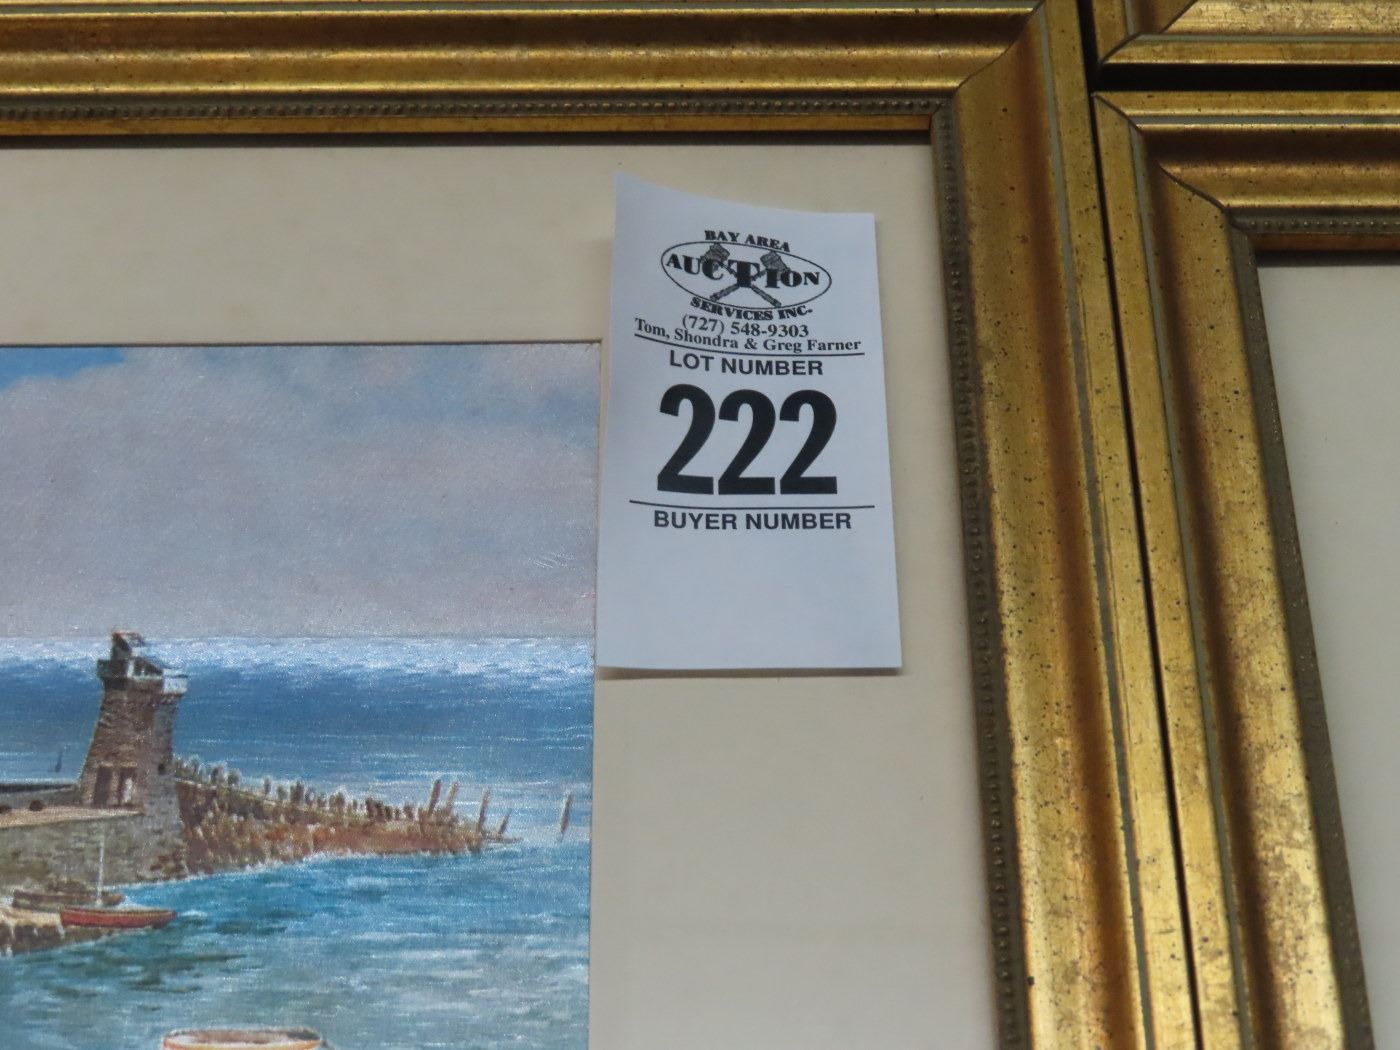 BAY AREA
AUCTION
SERVICES INC.
(727) 548-9303
Tom, Shondra & Greg Farner
LOT NUMBER
222
BUYER NUMBER